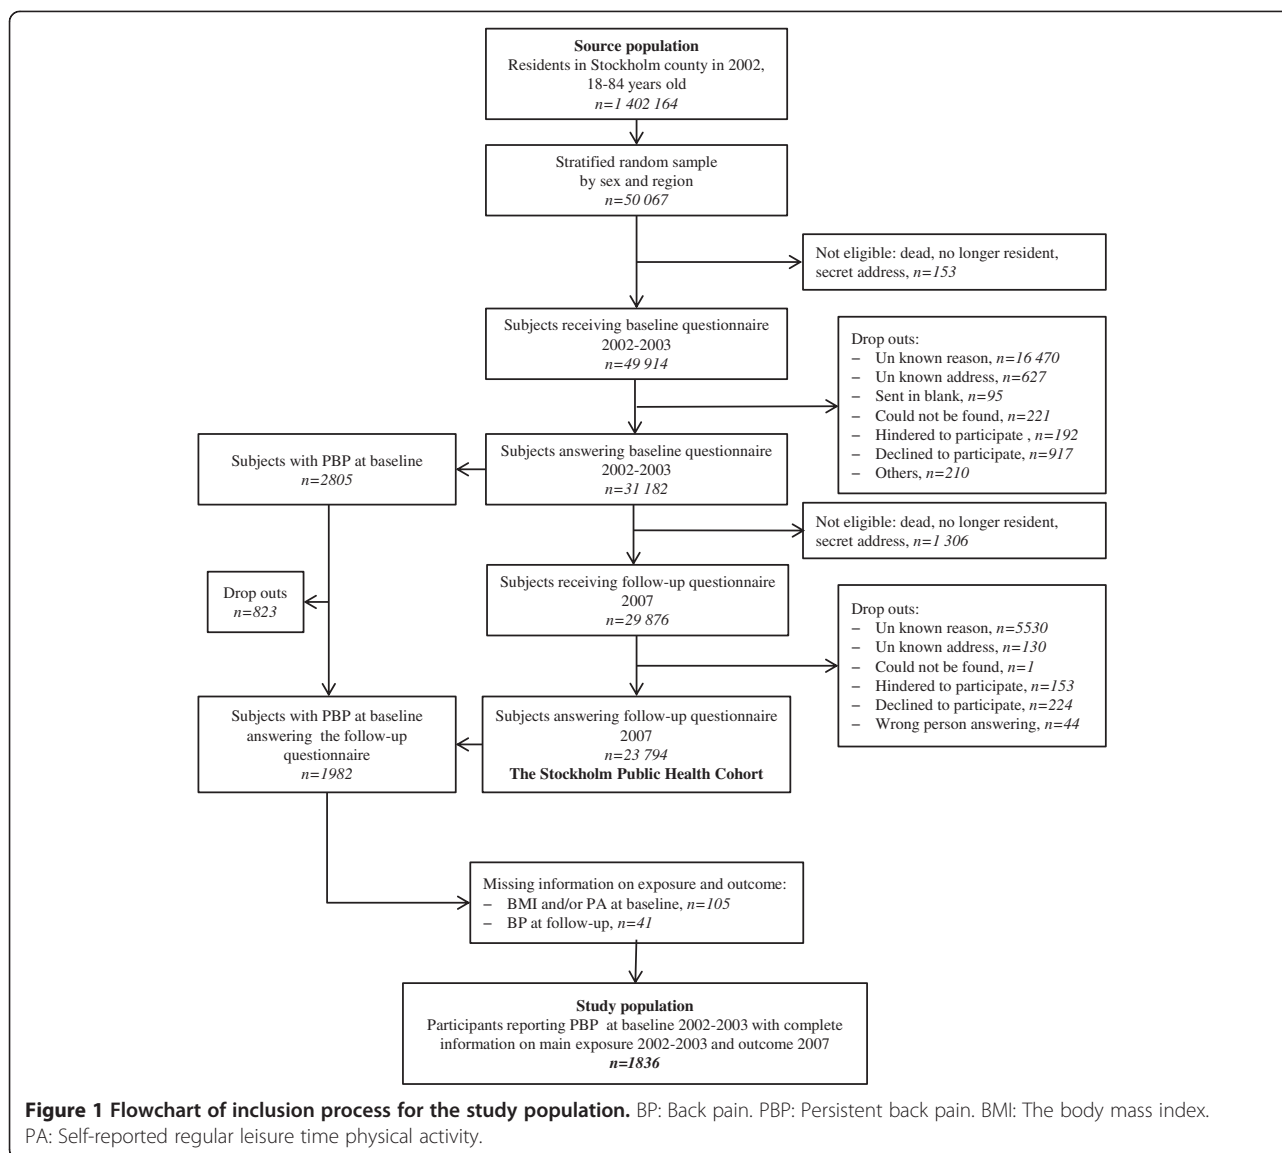 Source population
Residents in Stockholm county in 2002,
18-84 years old
n=1 402 164
Stratified random sample
by sex and region
n=50 067
Not eligible: dead, no longer resident,
secret address, n=153
Subjects receiving baseline questionnaire
2002-2003
n=49 914
Drop outs:
– Un known reason, n=16 470
– Un known address, n=627
– Sent in blank, n=95
– Could not be found, n=221
– Hindered to participate , n=192
– Declined to participate, n=917
– Others, n=210
Subjects with PBP at baseline
n=2805
Subjects answering baseline questionnaire
2002-2003
n=31 182
Not eligible: dead, no longer resident,
secret address, n=1 306
Drop outs
n=823
Subjects receiving follow-up questionnaire
2007
n=29 876
Drop outs:
– Un known reason, n=5530
– Un known address, n=130
– Could not be found, n=1
– Hindered to participate, n=153
– Declined to participate, n=224
– Wrong person answering, n=44
Subjects with PBP at baseline
answering the follow-up
questionnaire
n=1982
Subjects answering follow-up questionnaire
2007
n=23 794
The Stockholm Public Health Cohort
Missing information on exposure and outcome:
– BMI and/or PA at baseline, n=105
– BP at follow-up, n=41
Study population
Participants reporting PBP at baseline 2002-2003 with complete
information on main exposure 2002-2003 and outcome 2007
n=1836
Figure 1 Flowchart of inclusion process for the study population. BP: Back pain. PBP: Persistent back pain. BMI: The body mass index.
PA: Self-reported regular leisure time physical activity.